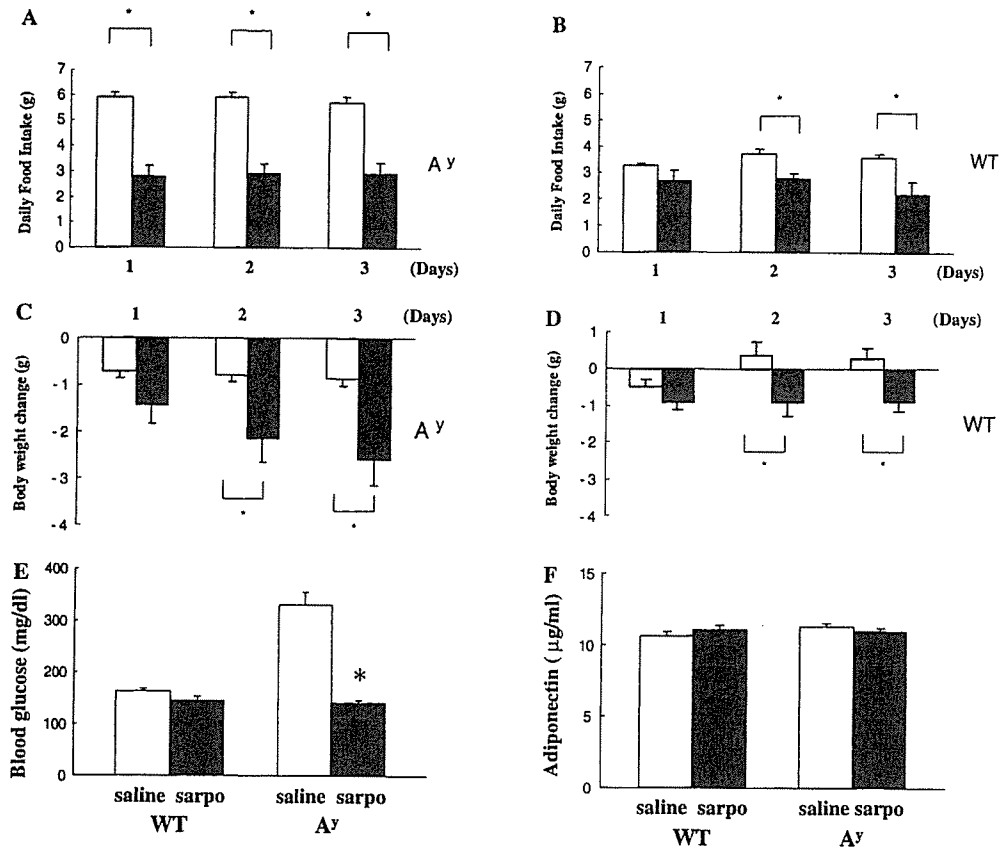 A
* * *
Daily Food Intake (g)
7
6
5
4
3
2
1
0
1 2 3 (Days)
A y
B
* *
Daily Food Intake (g)
7
6
5
4
3
2
1
0
1 2 3 (Days)
WT
C
1 2 3 (Days)
Body weight change (g)
0
-1
-2
-3
-4
* *
A y
D
1 2 3 (Days)
Body weight change (g)
1
0
-1
-2
-3
-4
* *
WT
E
Blood glucose (mg/dl)
400
300
200
100
0
*
saline sarpo saline sarpo
WT Ay
F
Adiponectin ( μg/ml)
15
10
5
0
saline sarpo saline sarpo
WT Ay